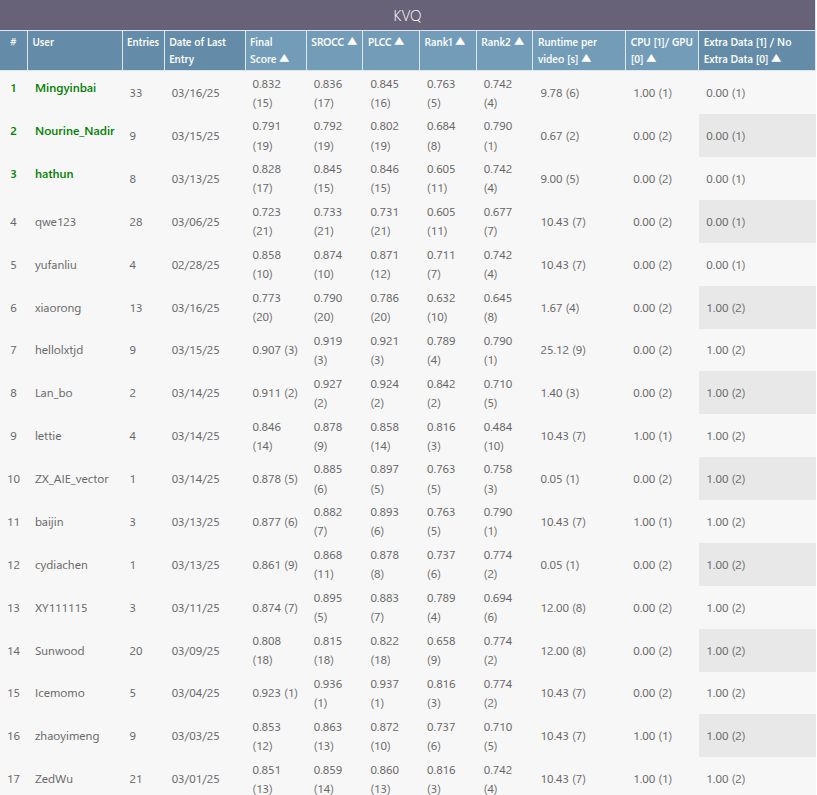 KVQ
# User Entries Date of Last Entry Final Score ▲ SROCC ▲ PLCC ▲ Rank1 ▲ Rank2 ▲ Runtime per video [s] ▲ CPU [1]/ GPU [0] ▲ Extra Data [1] / No Extra Data [0] ▲
1 Mingyinbai 33 03/16/25 0.832 (15) 0.836 (17) 0.845 (16) 0.763 (5) 0.742 (4) 9.78 (6) 1.00 (1) 0.00 (1)
2 Nourine_Nadir 9 03/15/25 0.791 (19) 0.792 (19) 0.802 (19) 0.684 (8) 0.790 (1) 0.67 (2) 0.00 (2) 0.00 (1)
3 hathun 8 03/13/25 0.828 (17) 0.845 (15) 0.846 (15) 0.605 (11) 0.742 (4) 9.00 (5) 0.00 (2) 0.00 (1)
4 qwe123 28 03/06/25 0.723 (21) 0.733 (21) 0.731 (21) 0.605 (11) 0.677 (7) 10.43 (7) 0.00 (2) 0.00 (1)
5 yufanliu 4 02/28/25 0.858 (10) 0.874 (10) 0.871 (12) 0.711 (7) 0.742 (4) 10.43 (7) 0.00 (2) 0.00 (1)
6 xiaorong 13 03/16/25 0.773 (20) 0.790 (20) 0.786 (20) 0.632 (10) 0.645 (8) 1.67 (4) 0.00 (2) 1.00 (2)
7 hellolxtjd 9 03/15/25 0.907 (3) 0.919 (3) 0.921 (3) 0.789 (4) 0.790 (1) 25.12 (9) 0.00 (2) 1.00 (2)
8 Lan_bo 2 03/14/25 0.911 (2) 0.927 (2) 0.924 (2) 0.842 (2) 0.710 (5) 1.40 (3) 0.00 (2) 1.00 (2)
9 lettie 4 03/14/25 0.846 (14) 0.878 (9) 0.858 (14) 0.816 (3) 0.484 (10) 10.43 (7) 1.00 (1) 1.00 (2)
10 ZX_AIE_vector 1 03/14/25 0.878 (5) 0.885 (6) 0.897 (5) 0.763 (5) 0.758 (3) 0.05 (1) 0.00 (2) 1.00 (2)
11 baijin 3 03/13/25 0.877 (6) 0.882 (7) 0.893 (6) 0.763 (5) 0.790 (1) 10.43 (7) 1.00 (1) 1.00 (2)
12 cydiachen 1 03/13/25 0.861 (9) 0.868 (11) 0.878 (8) 0.737 (6) 0.774 (2) 0.05 (1) 0.00 (2) 1.00 (2)
13 XY111115 3 03/11/25 0.874 (7) 0.895 (5) 0.883 (7) 0.789 (4) 0.694 (6) 12.00 (8) 0.00 (2) 1.00 (2)
14 Sunwood 20 03/09/25 0.808 (18) 0.815 (18) 0.822 (18) 0.658 (9) 0.774 (2) 12.00 (8) 0.00 (2) 1.00 (2)
15 Icemomo 5 03/04/25 0.923 (1) 0.936 (1) 0.937 (1) 0.816 (3) 0.774 (2) 10.43 (7) 0.00 (2) 1.00 (2)
16 zhaoyimeng 9 03/03/25 0.853 (12) 0.863 (13) 0.872 (10) 0.737 (6) 0.710 (5) 10.43 (7) 1.00 (1) 1.00 (2)
17 ZedWu 21 03/01/25 0.851 (13) 0.859 (14) 0.860 (13) 0.816 (3) 0.742 (4) 10.43 (7) 1.00 (1) 1.00 (2)